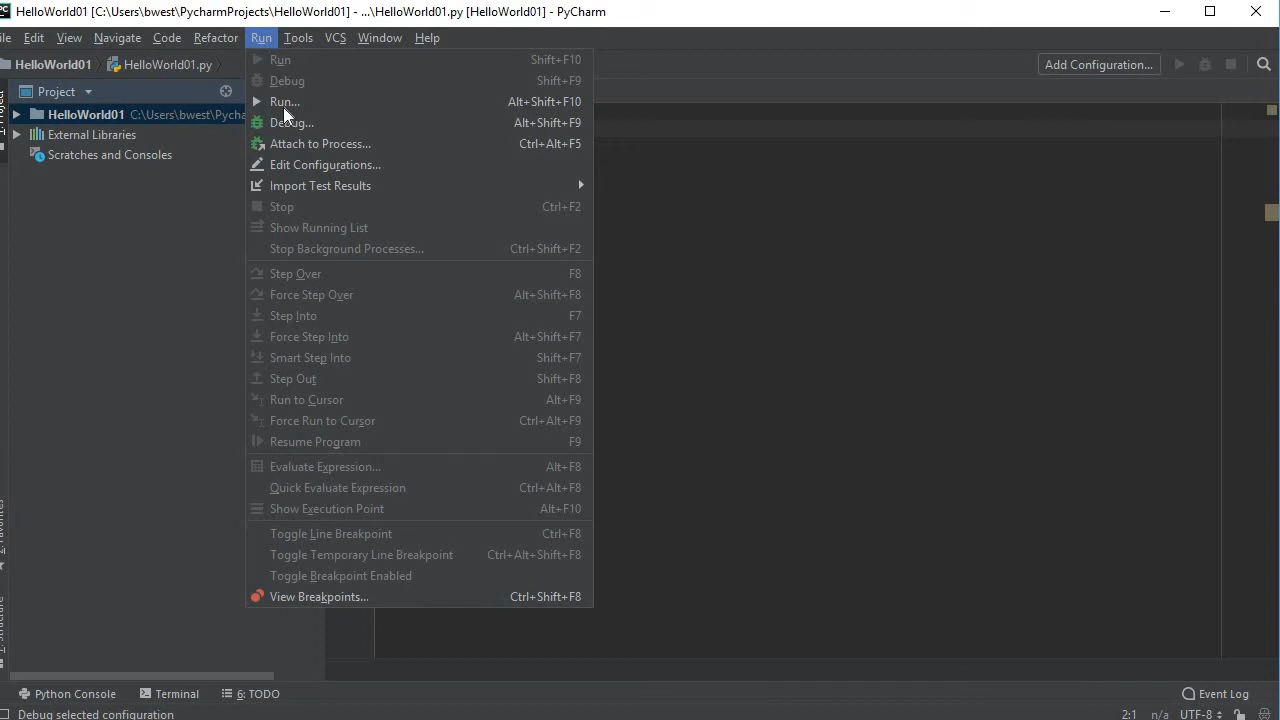 HelloWorld01 [C:\Users\bwest\PycharmProjects\HelloWorld01] - ...\HelloWorld01.py [HelloWorld01] - PyCharm
ile Edit View Navigate Code Refactor Run Tools VCS Window Help
HelloWorld01 HelloWorld01.py Add Configuration...
Project
HelloWorld01 C:\Users\bwest\Pycha
External Libraries
Scratches and Consoles
Run Shift+F10
Debug Shift+F9
Run... Alt+Shift+F10
Debug... Alt+Shift+F9
Attach to Process... Ctrl+Alt+F5
Edit Configurations...
Import Test Results
Stop Ctrl+F2
Show Running List
Stop Background Processes... Ctrl+Shift+F2
Step Over F8
Force Step Over Alt+Shift+F8
Step Into F7
Force Step Into Alt+Shift+F7
Smart Step Into Shift+F7
Step Out Shift+F8
Run to Cursor Alt+F9
Force Run to Cursor Ctrl+Alt+F9
Resume Program F9
Evaluate Expression... Alt+F8
Quick Evaluate Expression Ctrl+Alt+F8
Show Execution Point Alt+F10
Toggle Line Breakpoint Ctrl+F8
Toggle Temporary Line Breakpoint Ctrl+Alt+Shift+F8
Toggle Breakpoint Enabled
View Breakpoints... Ctrl+Shift+F8
Python Console Terminal 6: TODO Event Log
Debug selected configuration 2:1 n/a UTF-8